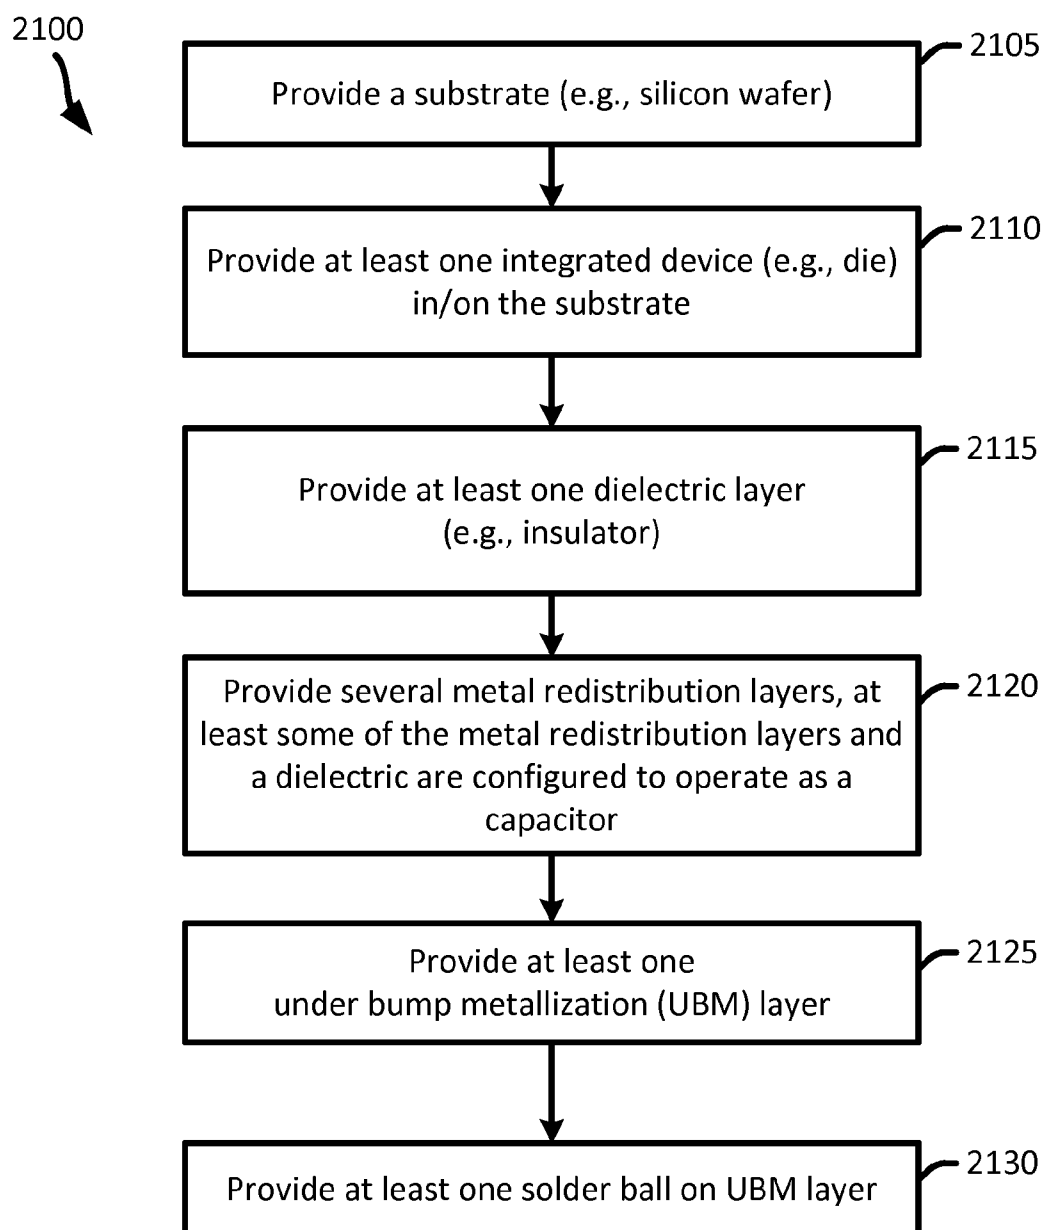 2100
2105
Provide a substrate (e.g., silicon wafer)
2110
Provide at least one integrated device (e.g., die)
in/on the substrate
2115
Provide at least one dielectric layer
(e.g., insulator)
2120
Provide several metal redistribution layers, at
least some of the metal redistribution layers and
a dielectric are configured to operate as a
capacitor
2125
Provide at least one
under bump metallization (UBM) layer
2130
Provide at least one solder ball on UBM layer